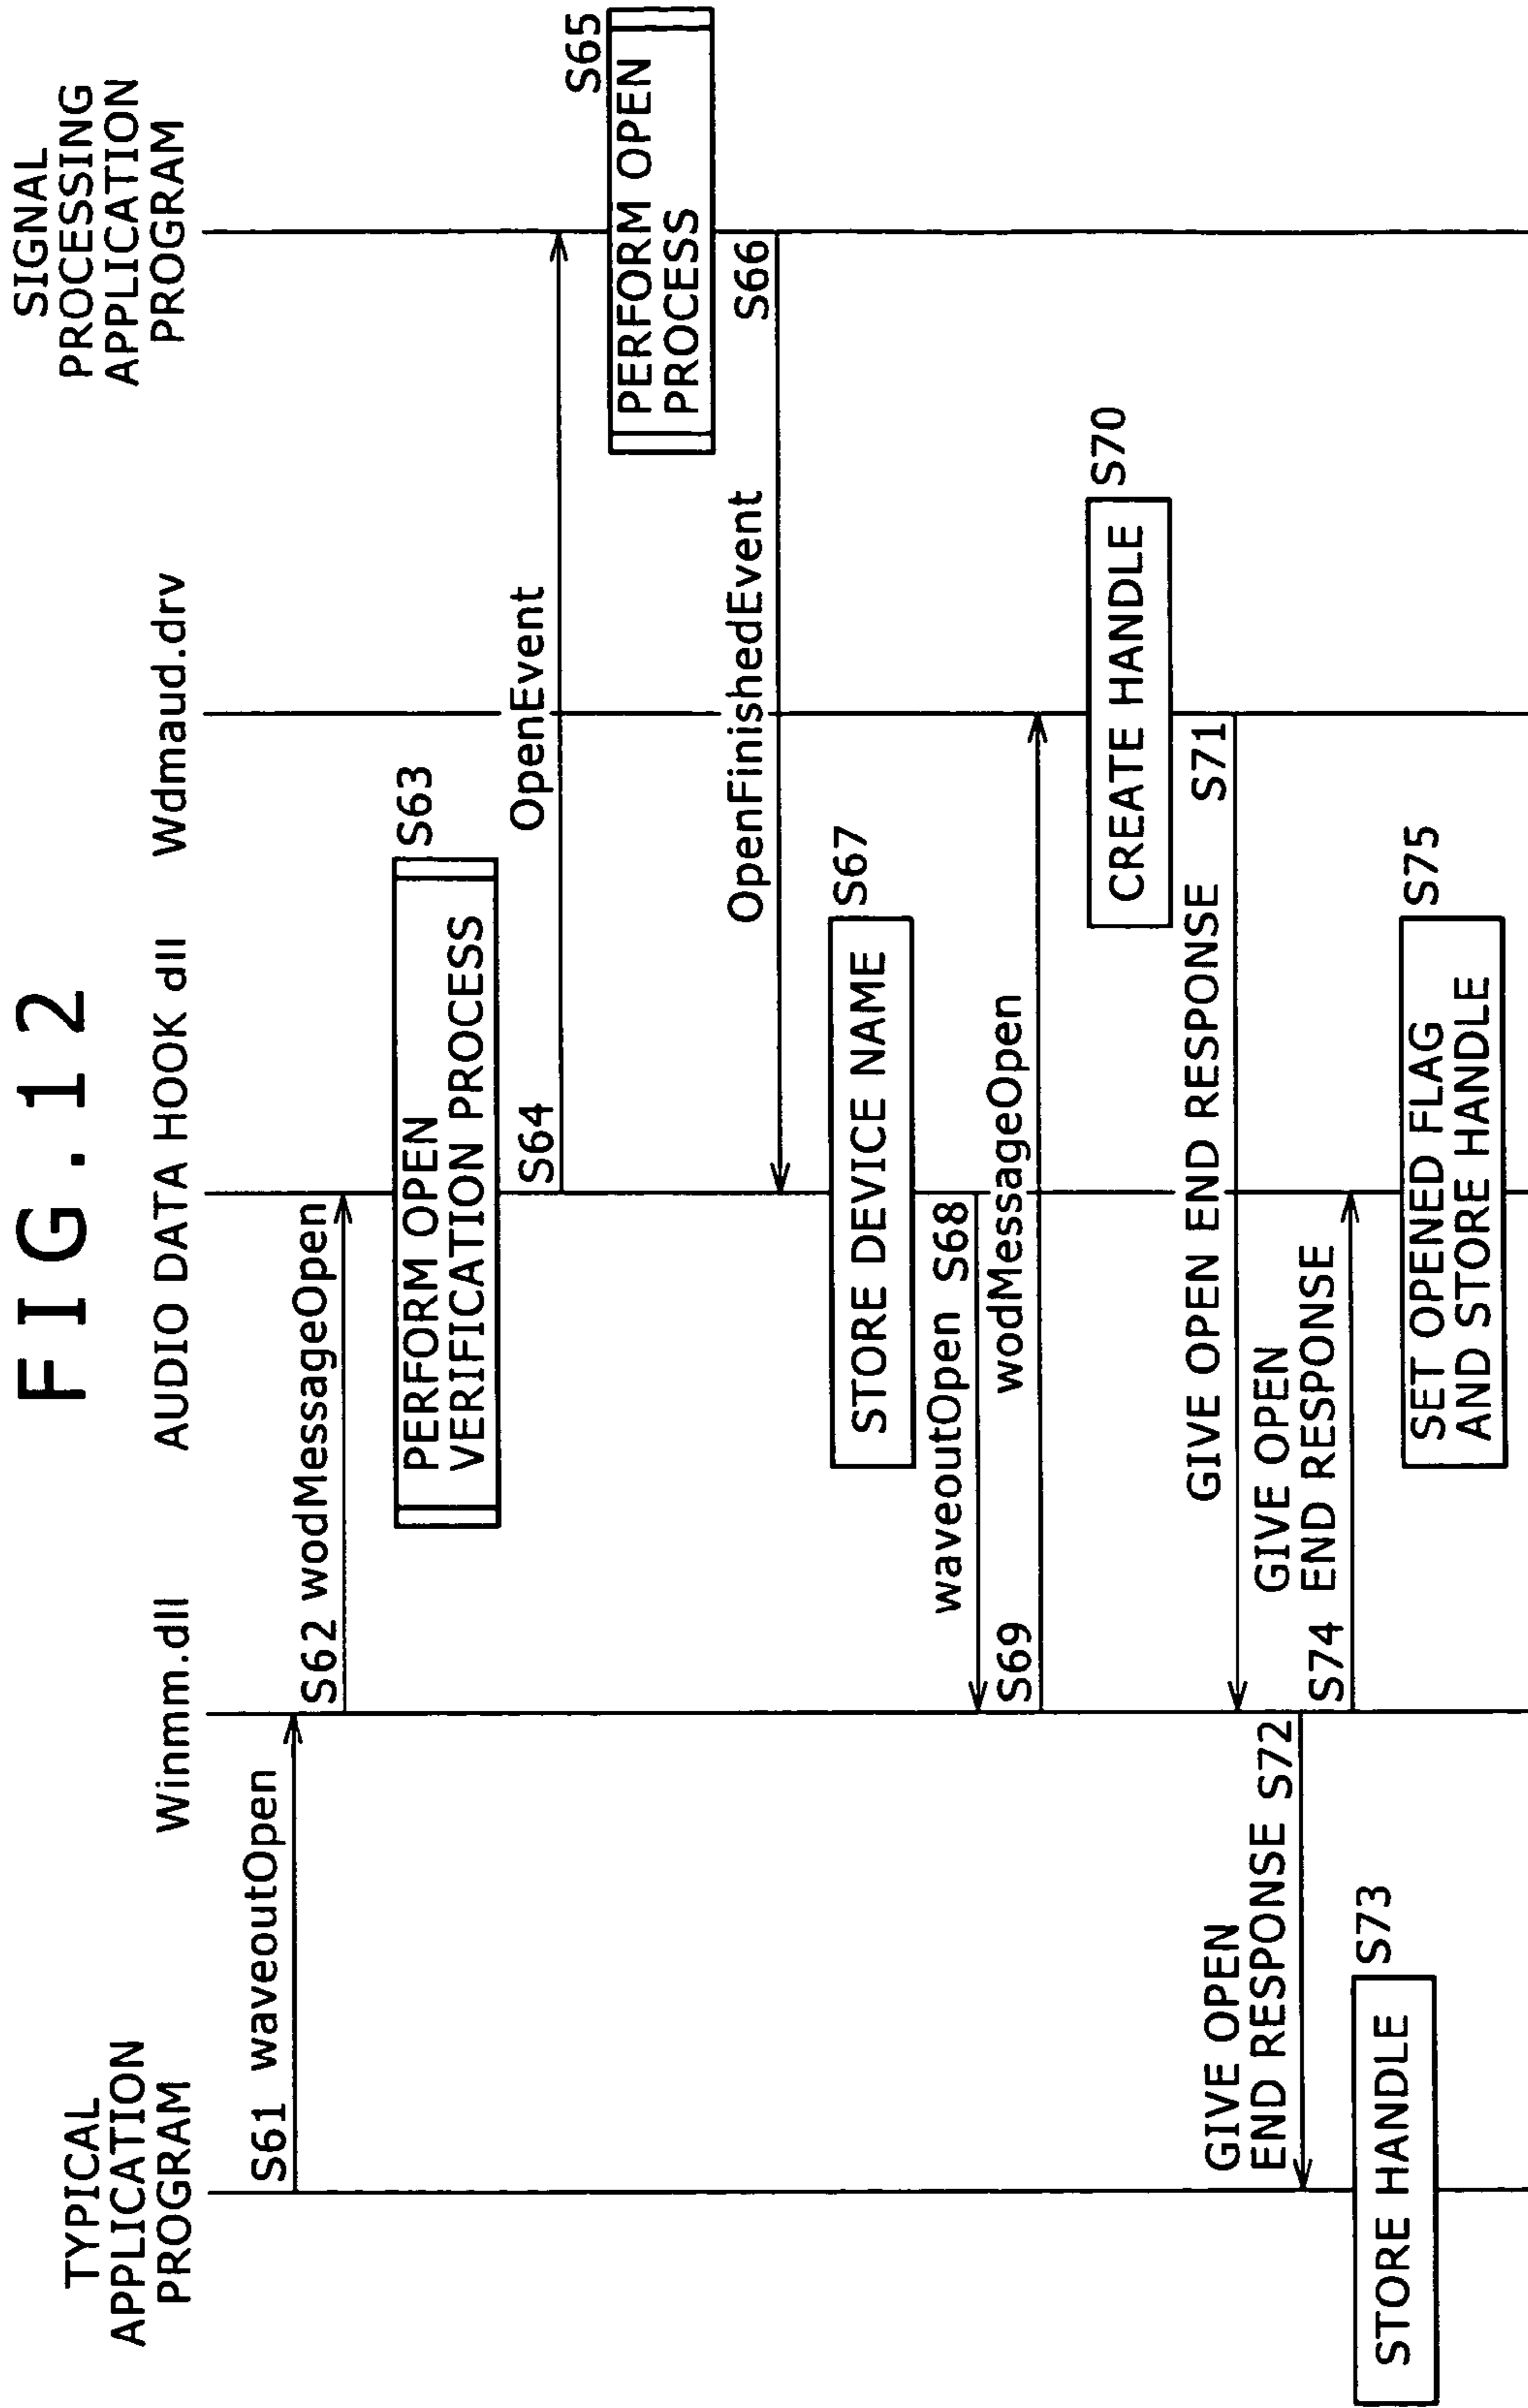 FIG.12
TYPICAL
APPLICATION
PROGRAM
Winmm.dll
AUDIO DATA HOOK dll
Wdmaud.drv
SIGNAL
PROCESSING
APPLICATION
PROGRAM
S61 waveoutOpen
S62 wodMessageOpen
PERFORM OPEN
VERIFICATION PROCESS
S63
S64
OpenEvent
S65
PERFORM OPEN
PROCESS
OpenFinishedEvent
S66
STORE DEVICE NAME
S67
waveoutOpen S68
S69
wodMessageOpen
CREATE HANDLE
S70
GIVE OPEN END RESPONSE
S71
GIVE OPEN
END RESPONSE S72
STORE HANDLE
S73
GIVE OPEN
S74 END RESPONSE
SET OPENED FLAG
AND STORE HANDLE
S75